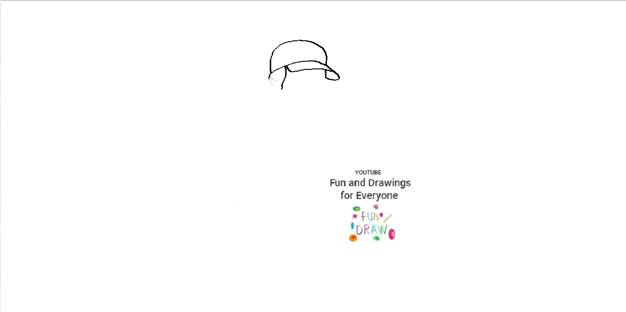 YOUTUBE
Fun and Drawings
for Everyone
FUN
DRAW